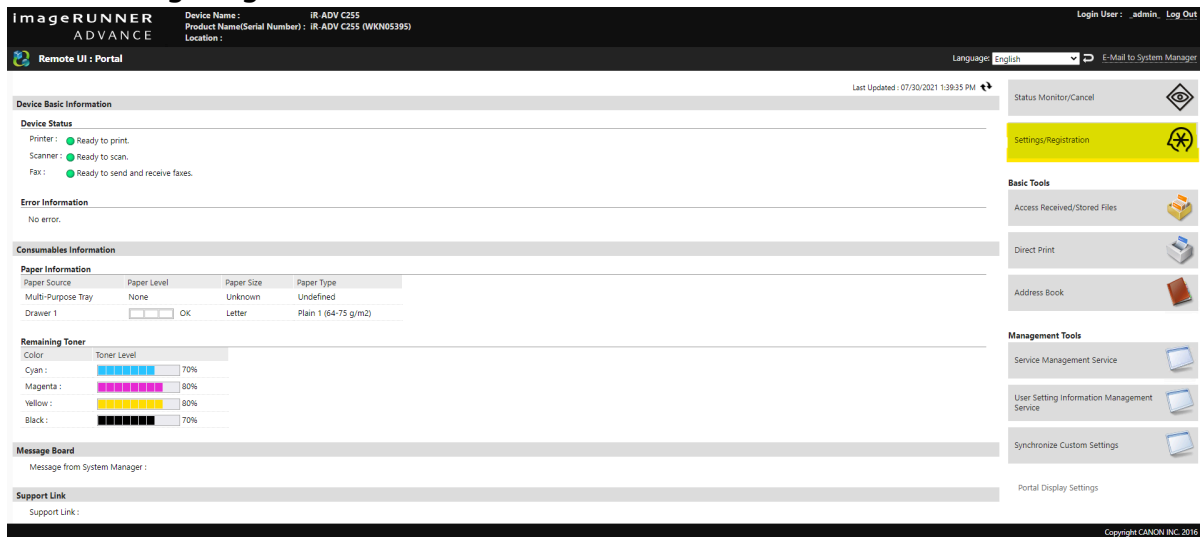 imageRUNNER
ADVANCE
Device Name : iR-ADV C255
Product Name(Serial Number) : iR-ADV C255 (WKN05395)
Location :
Login User : _admin_ Log Out
Remote UI : Portal
Language: English E-Mail to System Manager
Last Updated : 07/30/2021 1:39:35 PM
Device Basic Information
Device Status
Printer : Ready to print.
Scanner : Ready to scan.
Fax : Ready to send and receive faxes.
Error Information
No error.
Consumables Information
Paper Information
Paper Source Paper Level Paper Size Paper Type
Multi-Purpose Tray None Unknown Undefined
Drawer 1 OK Letter Plain 1 (64-75 g/m2)
Remaining Toner
Color Toner Level
Cyan : 70%
Magenta : 80%
Yellow : 80%
Black : 70%
Message Board
Message from System Manager :
Support Link
Support Link :
Status Monitor/Cancel
Settings/Registration
Basic Tools
Access Received/Stored Files
Direct Print
Address Book
Management Tools
Service Management Service
User Setting Information Management
Service
Synchronize Custom Settings
Portal Display Settings
Copyright CANON INC. 2016